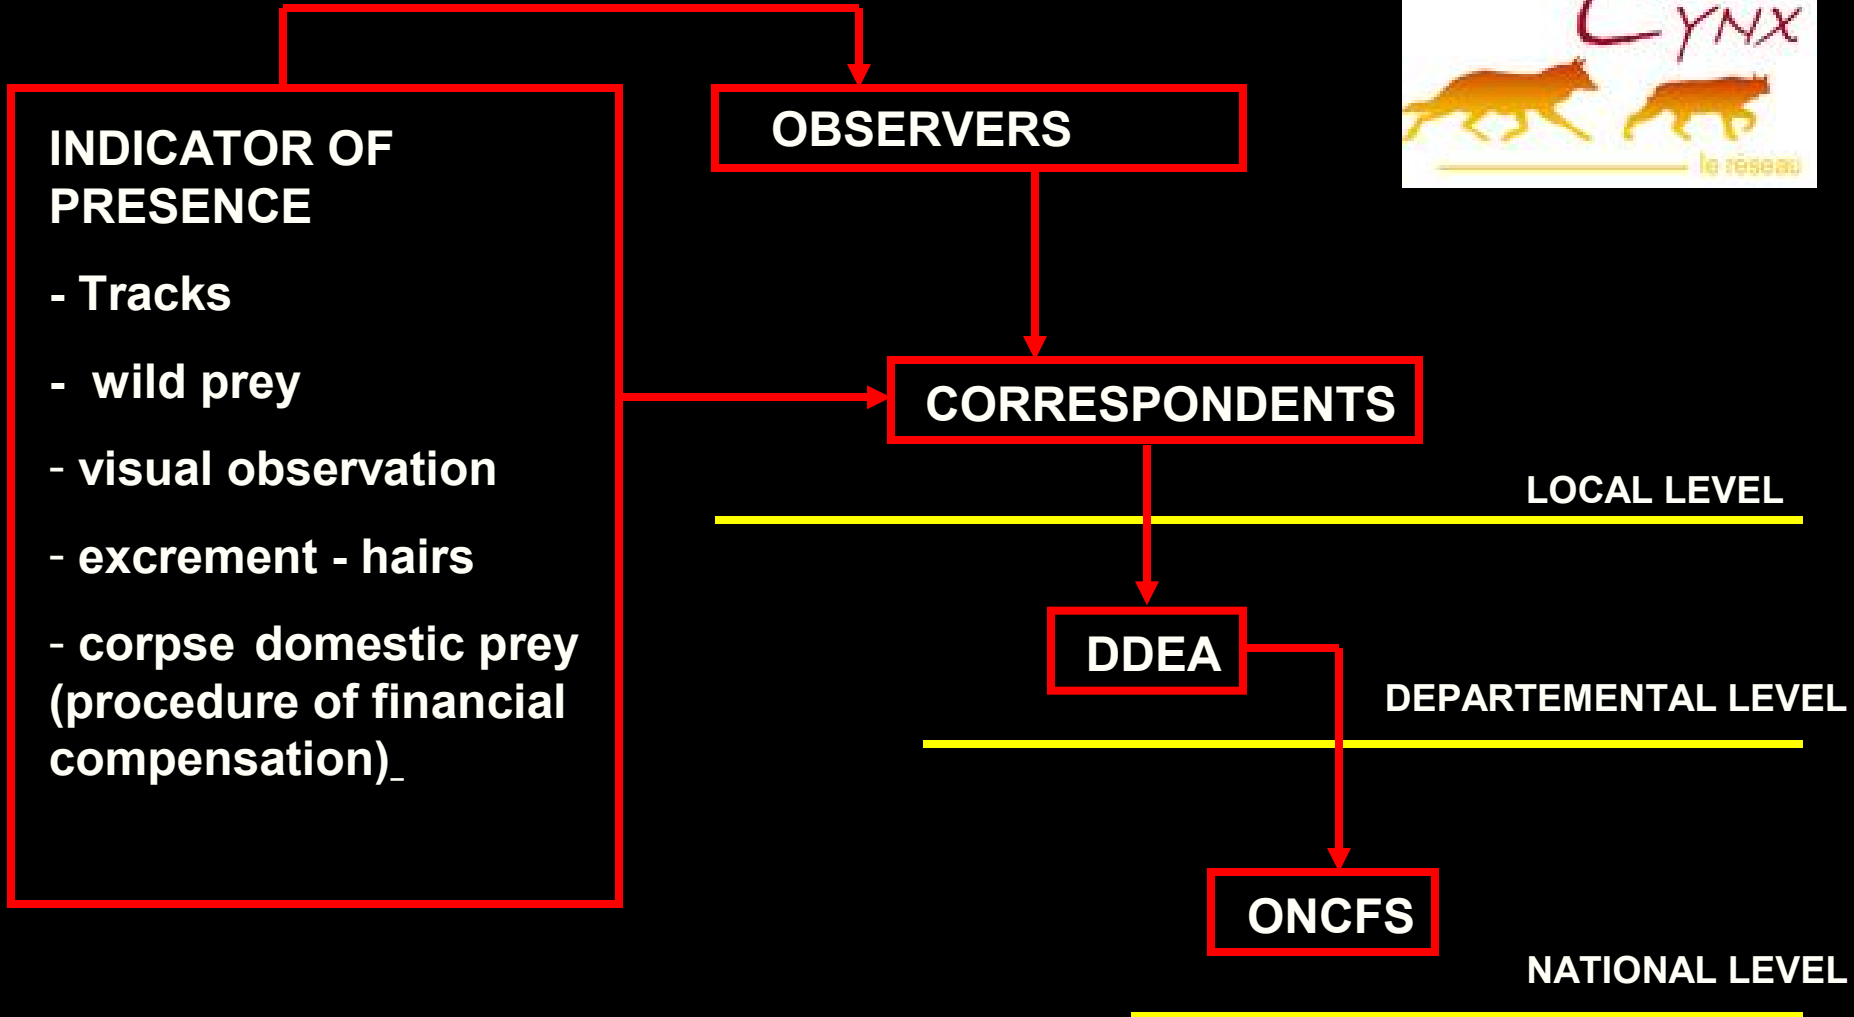 LYNX
le réseau
INDICATOR OF
PRESENCE
- Tracks
- wild prey
- visual observation
- excrement - hairs
- corpse domestic prey
(procedure of financial
compensation)_
OBSERVERS
CORRESPONDENTS
LOCAL LEVEL
DDEA
DEPARTEMENTAL LEVEL
ONCFS
NATIONAL LEVEL